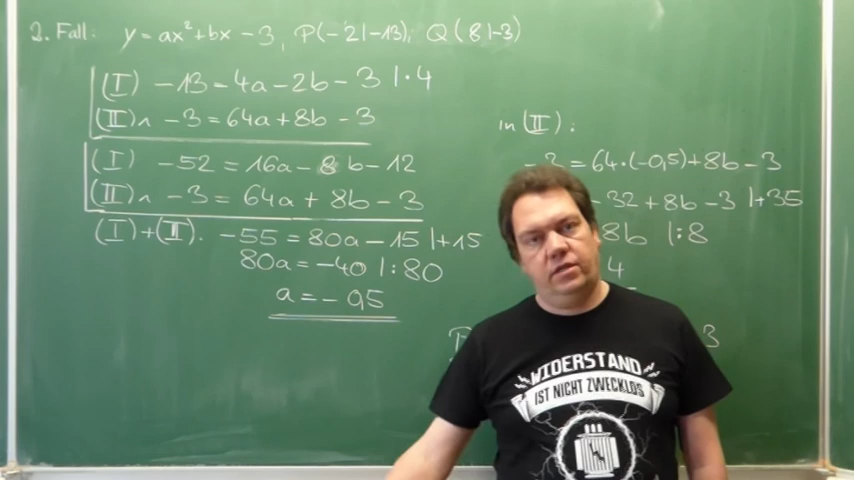 2. Fall: y = ax² + bx - 3, P(-2|-13); Q(8|-3)
(I) -13 = 4a - 2b - 3 |·4
(II)∧ -3 = 64a + 8b - 3
(I) -52 = 16a - 8b - 12
(II)∧ -3 = 64a + 8b - 3
(I)+(II): -55 = 80a - 15 |+15
80a = -40 |:80
a = -0,5
in (II):
-3 = 64·(-0,5) + 8b - 3
-32 + 8b - 3 |+35
8b |:8
4
P
3
WIDERSTAND
IST NICHT ZWECKLOS